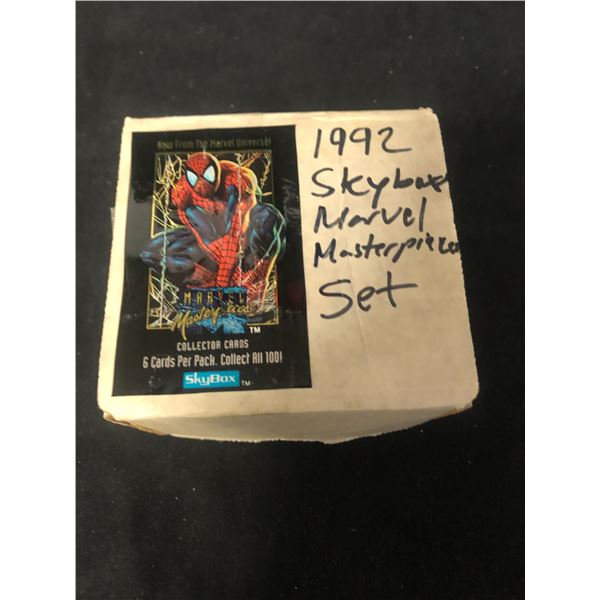 Now From The Marvel Universe!
MARVEL
Masterpieces
TM
COLLECTOR CARDS
6 Cards Per Pack. Collect All 100!
SkyBox TM
1992
Skybox
Marvel
Masterpieces
Set